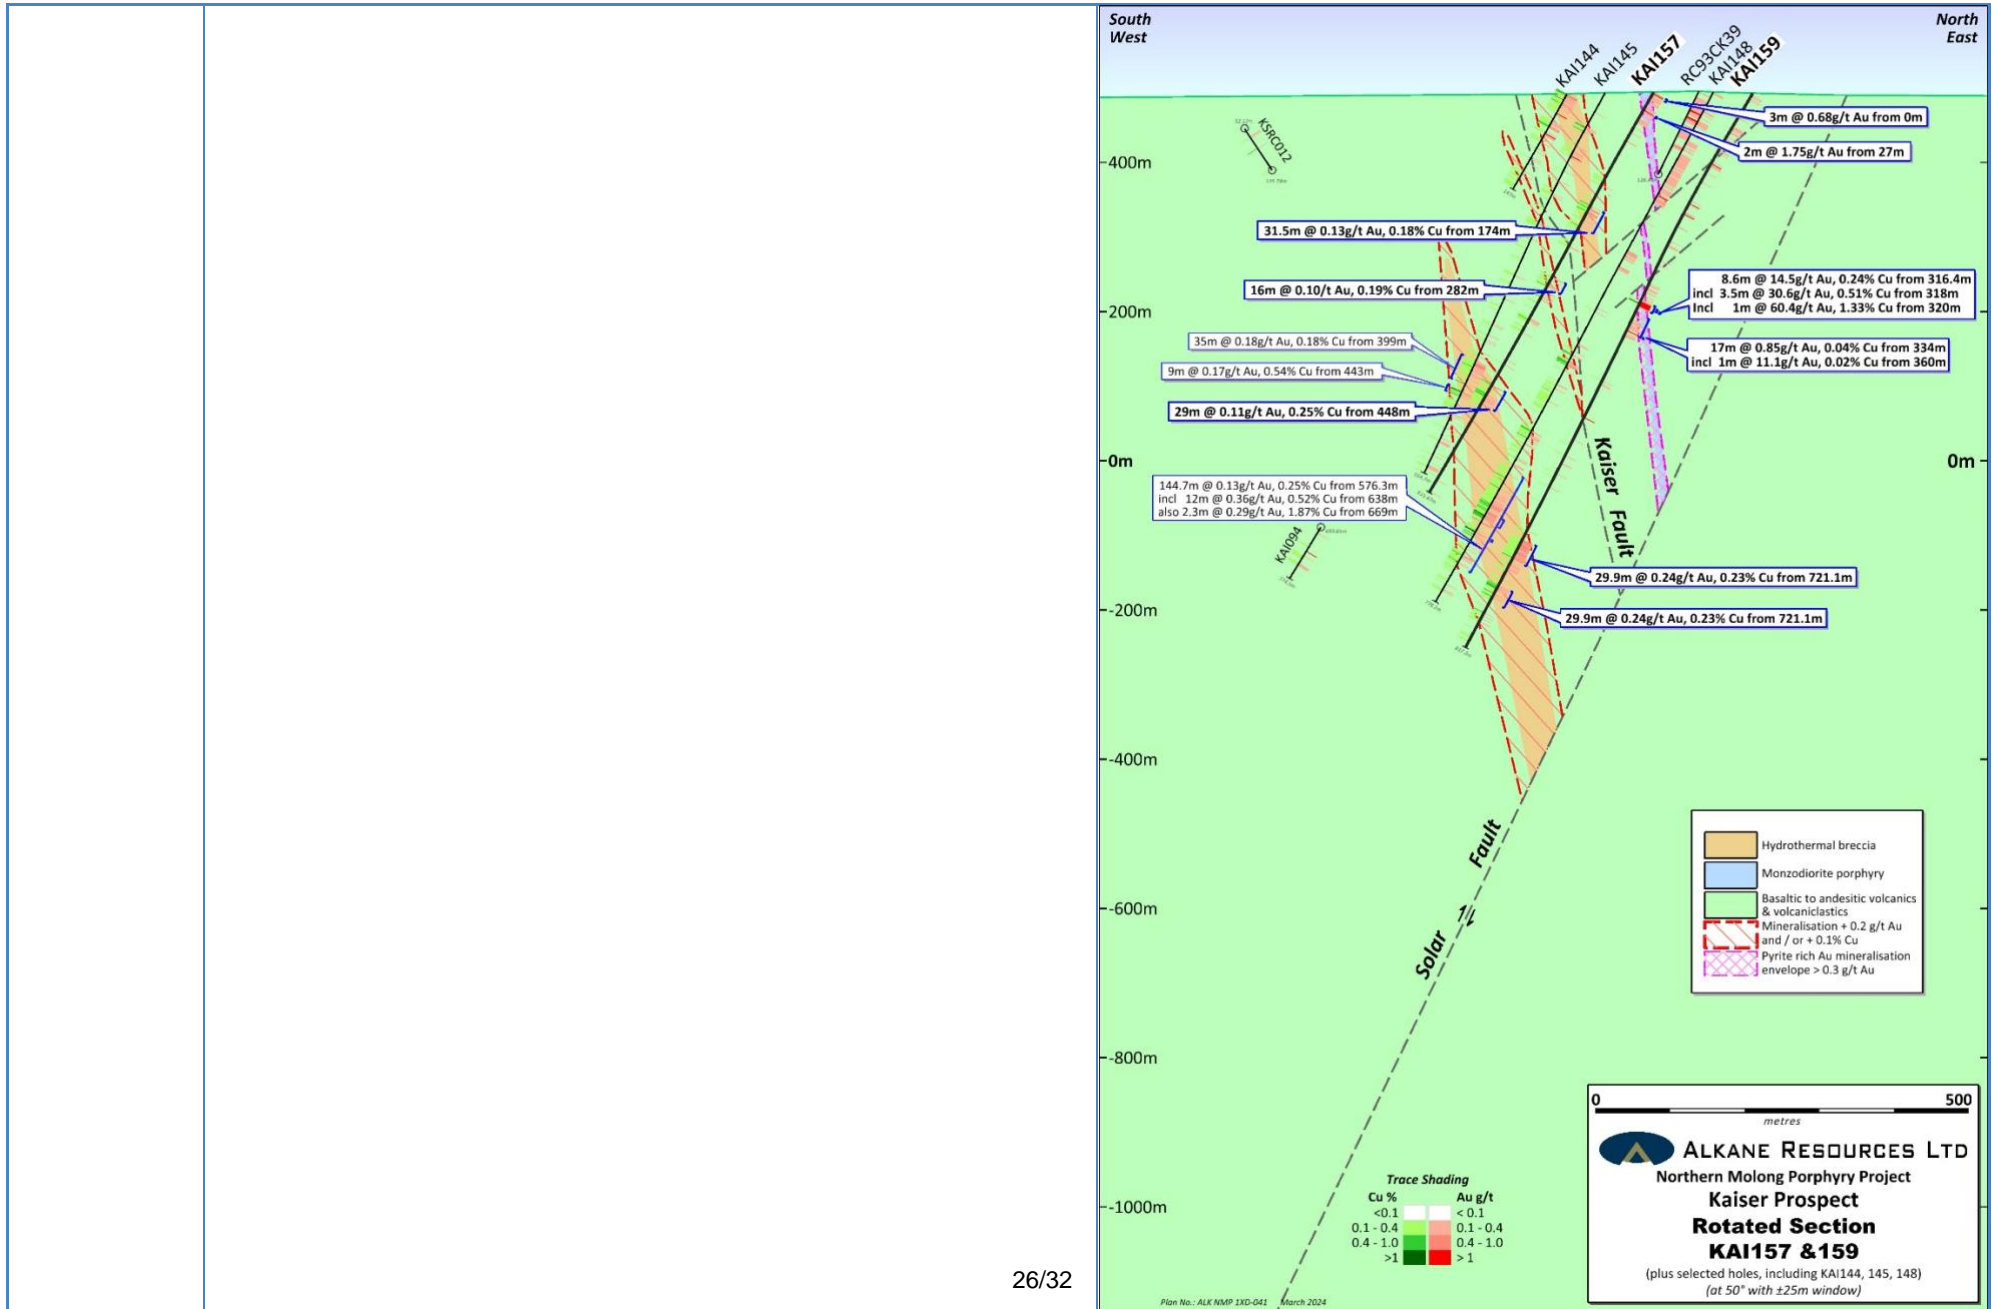 South
West
North
East
KAI144
KAI145
KAI157
RC93CK39
KAI148
KAI159
KSRC012
3m @ 0.68g/t Au from 0m
2m @ 1.75g/t Au from 27m
-400m
31.5m @ 0.13g/t Au, 0.18% Cu from 174m
16m @ 0.10/t Au, 0.19% Cu from 282m
8.6m @ 14.5g/t Au, 0.24% Cu from 316.4m
incl 3.5m @ 30.6g/t Au, 0.51% Cu from 318m
Incl 1m @ 60.4g/t Au, 1.33% Cu from 320m
-200m
35m @ 0.18g/t Au, 0.18% Cu from 399m
17m @ 0.85g/t Au, 0.04% Cu from 334m
incl 1m @ 11.1g/t Au, 0.02% Cu from 360m
9m @ 0.17g/t Au, 0.54% Cu from 443m
29m @ 0.11g/t Au, 0.25% Cu from 448m
-0m
0m
Kaiser Fault
144.7m @ 0.13g/t Au, 0.25% Cu from 576.3m
incl 12m @ 0.36g/t Au, 0.52% Cu from 638m
also 2.3m @ 0.29g/t Au, 1.87% Cu from 669m
KAI094
29.9m @ 0.24g/t Au, 0.23% Cu from 721.1m
-200m
29.9m @ 0.24g/t Au, 0.23% Cu from 721.1m
-400m
Solar Fault
-600m
-800m
-1000m
Hydrothermal breccia
Monzodiorite porphyry
Basaltic to andesitic volcanics
& volcaniclastics
Mineralisation + 0.2 g/t Au
and / or + 0.1% Cu
Pyrite rich Au mineralisation
envelope > 0.3 g/t Au
Trace Shading
Cu % Au g/t
<0.1 < 0.1
0.1 - 0.4 0.1 - 0.4
0.4 - 1.0 0.4 - 1.0
>1 > 1
0 500
metres
ALKANE RESOURCES LTD
Northern Molong Porphyry Project
Kaiser Prospect
Rotated Section
KAI157 &159
(plus selected holes, including KAI144, 145, 148)
(at 50° with ±25m window)
Plan No.: ALK NMP 1XD-041 March 2024
26/32